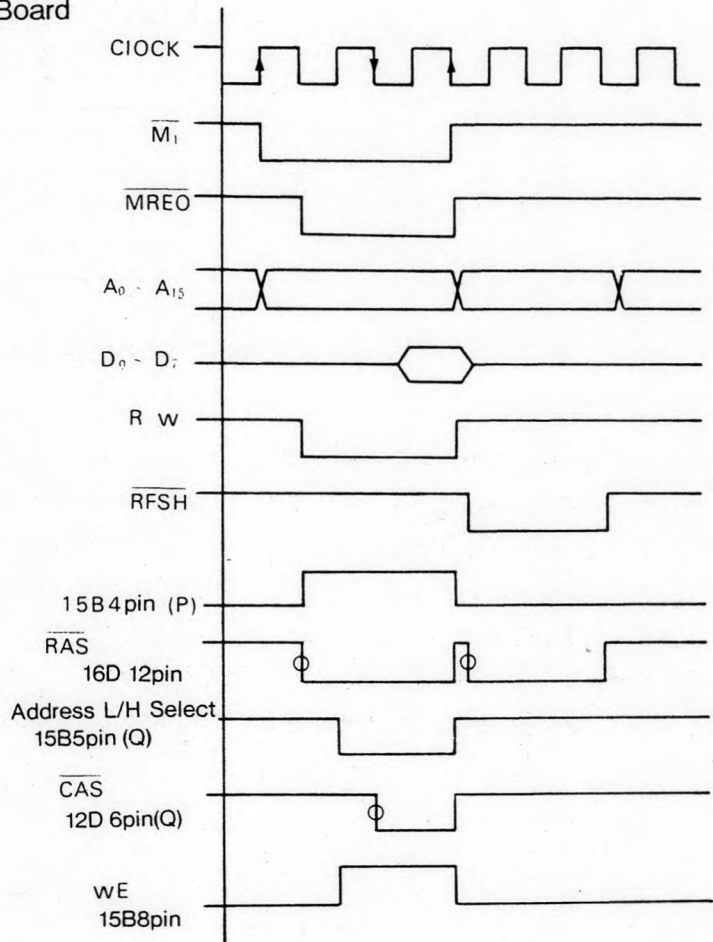 Board
ClOCK
M₁
MREO
A₀ - A₁₅
D₀ - D₇
R W
RFSH
15B4pin (P)
RAS
16D 12pin
Address L/H Select
15B5pin (Q)
CAS
12D 6pin(Q)
WE
15B8pin